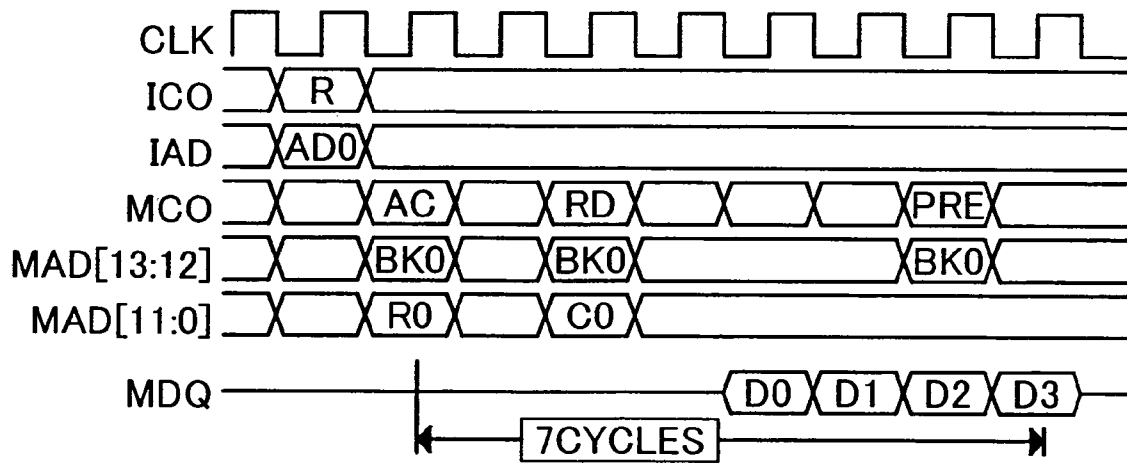 CLK
ICO R
IAD AD0
MCO AC RD PRE
MAD[13:12] BK0 BK0 BK0
MAD[11:0] R0 C0
MDQ D0 D1 D2 D3
7CYCLES